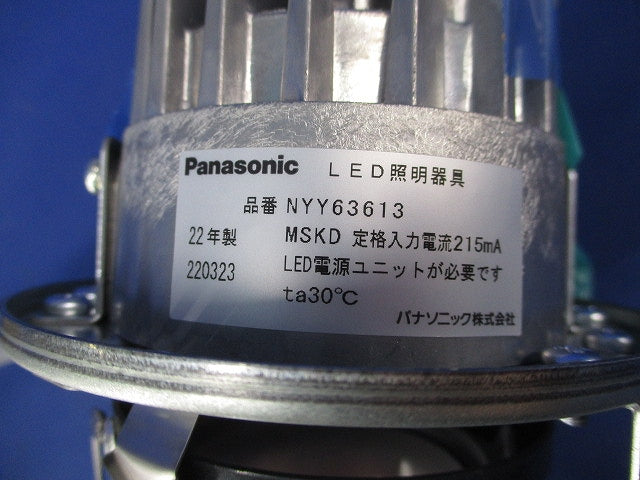 Panasonic LED照明器具
品番 NYY63613
22年製 MSKD 定格入力電流215mA
220323 LED電源ユニットが必要です
ta30℃
パナソニック株式会社